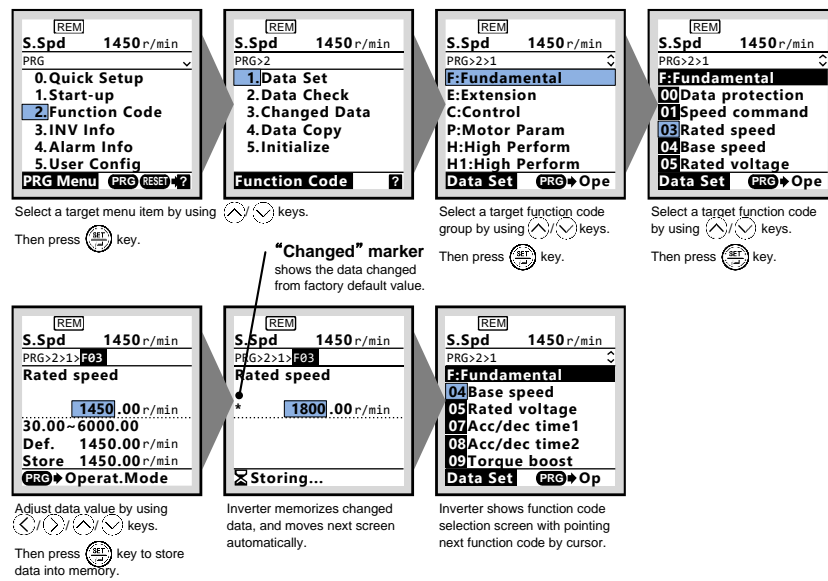 REM
S.Spd 1450 r/min
PRG
0.Quick Setup
1.Start-up
2.Function Code
3.INV Info
4.Alarm Info
5.User Config
PRG Menu PRG RESET ?
REM
S.Spd 1450 r/min
PRG>2
1.Data Set
2.Data Check
3.Changed Data
4.Data Copy
5.Initialize
Function Code ?
REM
S.Spd 1450 r/min
PRG>2>1
F:Fundamental
E:Extension
C:Control
P:Motor Param
H:High Perform
H1:High Perform
Data Set PRG Ope
REM
S.Spd 1450 r/min
PRG>2>1
F:Fundamental
00 Data protection
01 Speed command
03 Rated speed
04 Base speed
05 Rated voltage
Data Set PRG Ope
Select a target menu item by using / keys.
Then press SET key.
Select a target function code
group by using / keys.
Then press SET key.
Select a target function code
by using / keys.
Then press SET key.
“Changed” marker
shows the data changed
from factory default value.
REM
S.Spd 1450 r/min
PRG>2>1>F03
Rated speed
1450.00 r/min
30.00~6000.00
Def. 1450.00 r/min
Store 1450.00 r/min
PRG Operat.Mode
REM
S.Spd 1450 r/min
PRG>2>1>F03
Rated speed
* 1800.00 r/min
Storing...
REM
S.Spd 1450 r/min
PRG>2>1
F:Fundamental
04 Base speed
05 Rated voltage
07 Acc/dec time1
08 Acc/dec time2
09 Torque boost
Data Set PRG Op
Adjust data value by using
/ / / keys.
Then press SET key to store
data into memory.
Inverter memorizes changed
data, and moves next screen
automatically.
Inverter shows function code
selection screen with pointing
next function code by cursor.